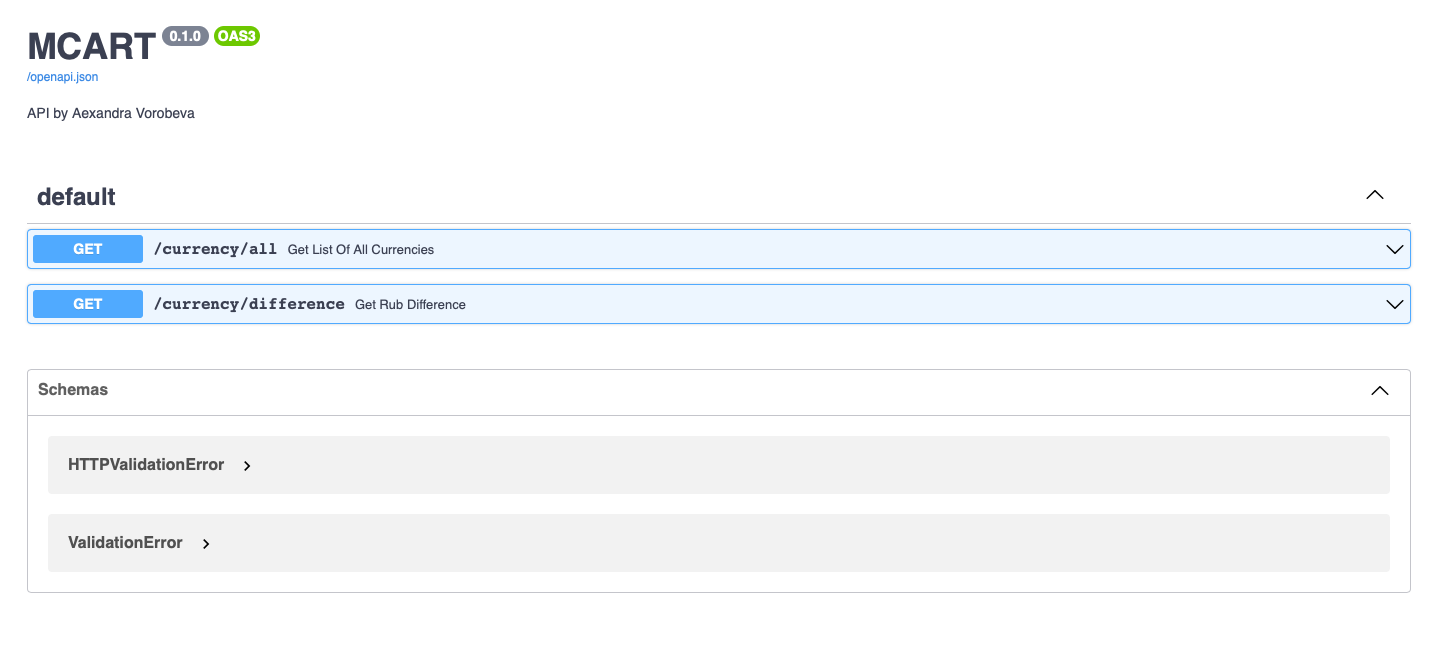 MCART 0.1.0 OAS3
/openapi.json
API by Aexandra Vorobeva
default
GET /currency/all Get List Of All Currencies
GET /currency/difference Get Rub Difference
Schemas
HTTPValidationError
ValidationError